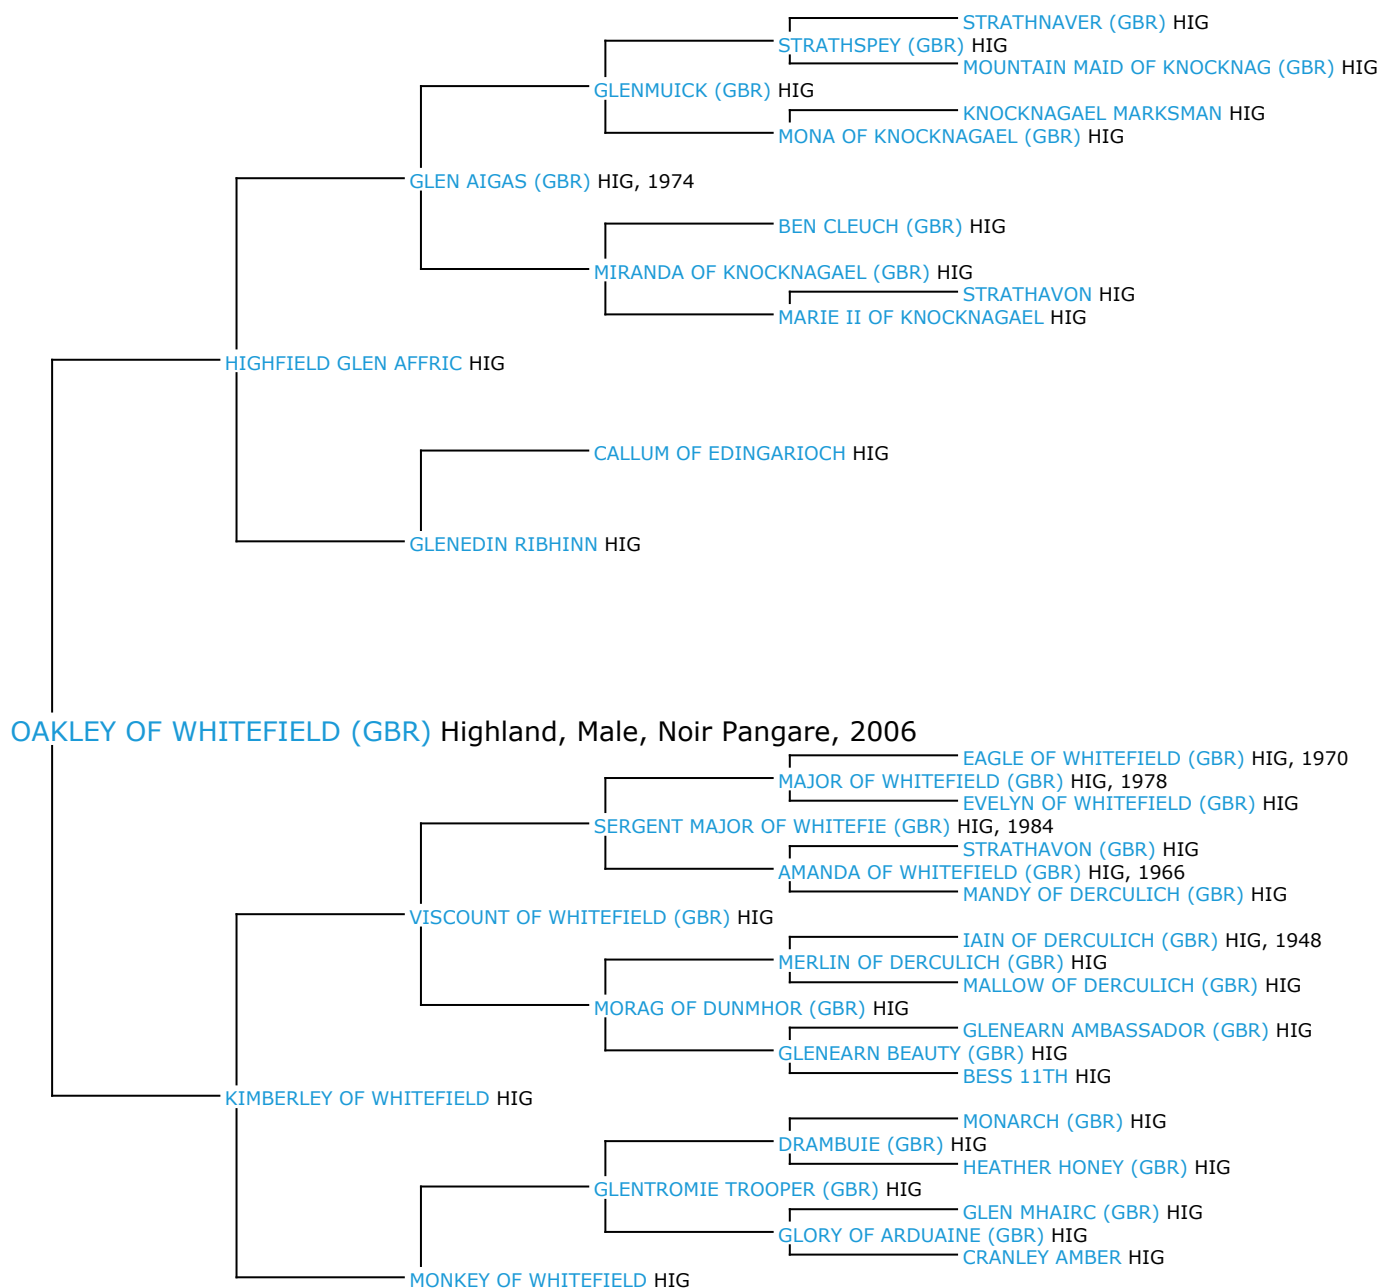 STRATHNAVER (GBR) HIG
STRATHSPEY (GBR) HIG
MOUNTAIN MAID OF KNOCKNAG (GBR) HIG
GLENMUICK (GBR) HIG
KNOCKNAGAEL MARKSMAN HIG
MONA OF KNOCKNAGAEL (GBR) HIG
GLEN AIGAS (GBR) HIG, 1974
BEN CLEUCH (GBR) HIG
MIRANDA OF KNOCKNAGAEL (GBR) HIG
STRATHAVON HIG
MARIE II OF KNOCKNAGAEL HIG
HIGHFIELD GLEN AFFRIC HIG
CALLUM OF EDINGARIOCH HIG
GLENEDIN RIBHINN HIG
OAKLEY OF WHITEFIELD (GBR) Highland, Male, Noir Pangare, 2006
EAGLE OF WHITEFIELD (GBR) HIG, 1970
MAJOR OF WHITEFIELD (GBR) HIG, 1978
EVELYN OF WHITEFIELD (GBR) HIG
SERGENT MAJOR OF WHITEFIE (GBR) HIG, 1984
STRATHAVON (GBR) HIG
AMANDA OF WHITEFIELD (GBR) HIG, 1966
MANDY OF DERCULICH (GBR) HIG
VISCOUNT OF WHITEFIELD (GBR) HIG
IAIN OF DERCULICH (GBR) HIG, 1948
MERLIN OF DERCULICH (GBR) HIG
MALLOW OF DERCULICH (GBR) HIG
MORAG OF DUNMHOR (GBR) HIG
GLENEARN AMBASSADOR (GBR) HIG
GLENEARN BEAUTY (GBR) HIG
BESS 11TH HIG
KIMBERLEY OF WHITEFIELD HIG
MONARCH (GBR) HIG
DRAMBUIE (GBR) HIG
HEATHER HONEY (GBR) HIG
GLENTROMIE TROOPER (GBR) HIG
GLEN MHAIRC (GBR) HIG
GLORY OF ARDUAINE (GBR) HIG
CRANLEY AMBER HIG
MONKEY OF WHITEFIELD HIG